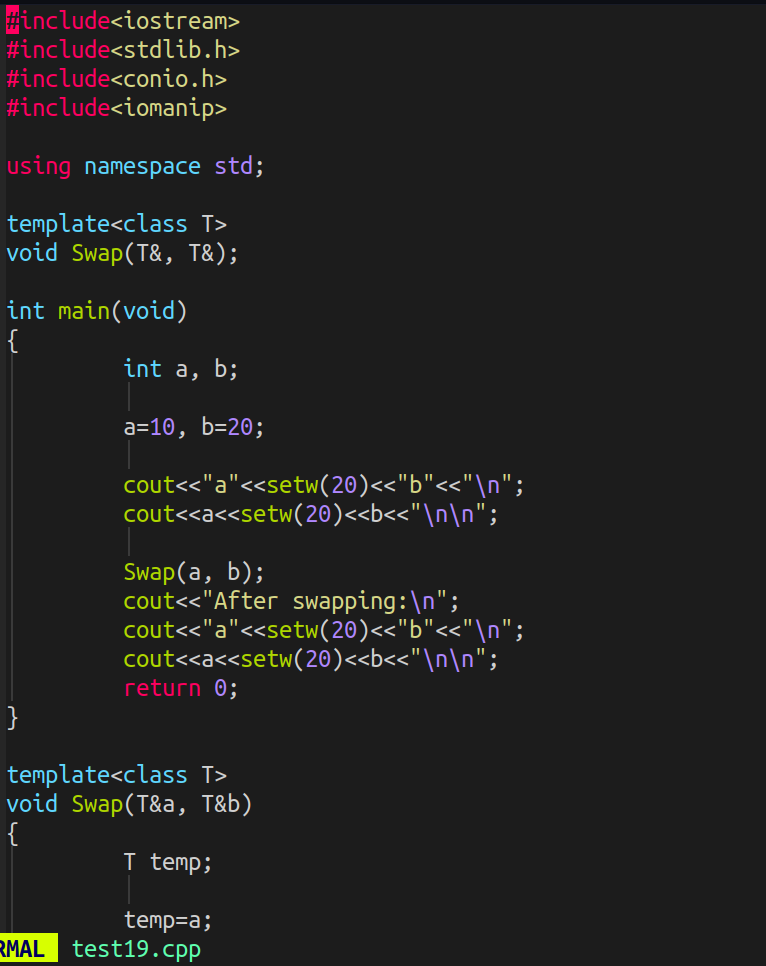 #include<iostream>
#include<stdlib.h>
#include<conio.h>
#include<iomanip>
using namespace std;
template<class T>
void Swap(T&, T&);
int main(void)
{
int a, b;
a=10, b=20;
cout<<"a"<<setw(20)<<"b"<<"\n";
cout<<a<<setw(20)<<b<<"\n\n";
Swap(a, b);
cout<<"After swapping:\n";
cout<<"a"<<setw(20)<<"b"<<"\n";
cout<<a<<setw(20)<<b<<"\n\n";
return 0;
}
template<class T>
void Swap(T&a, T&b)
{
T temp;
temp=a;
RMAL test19.cpp